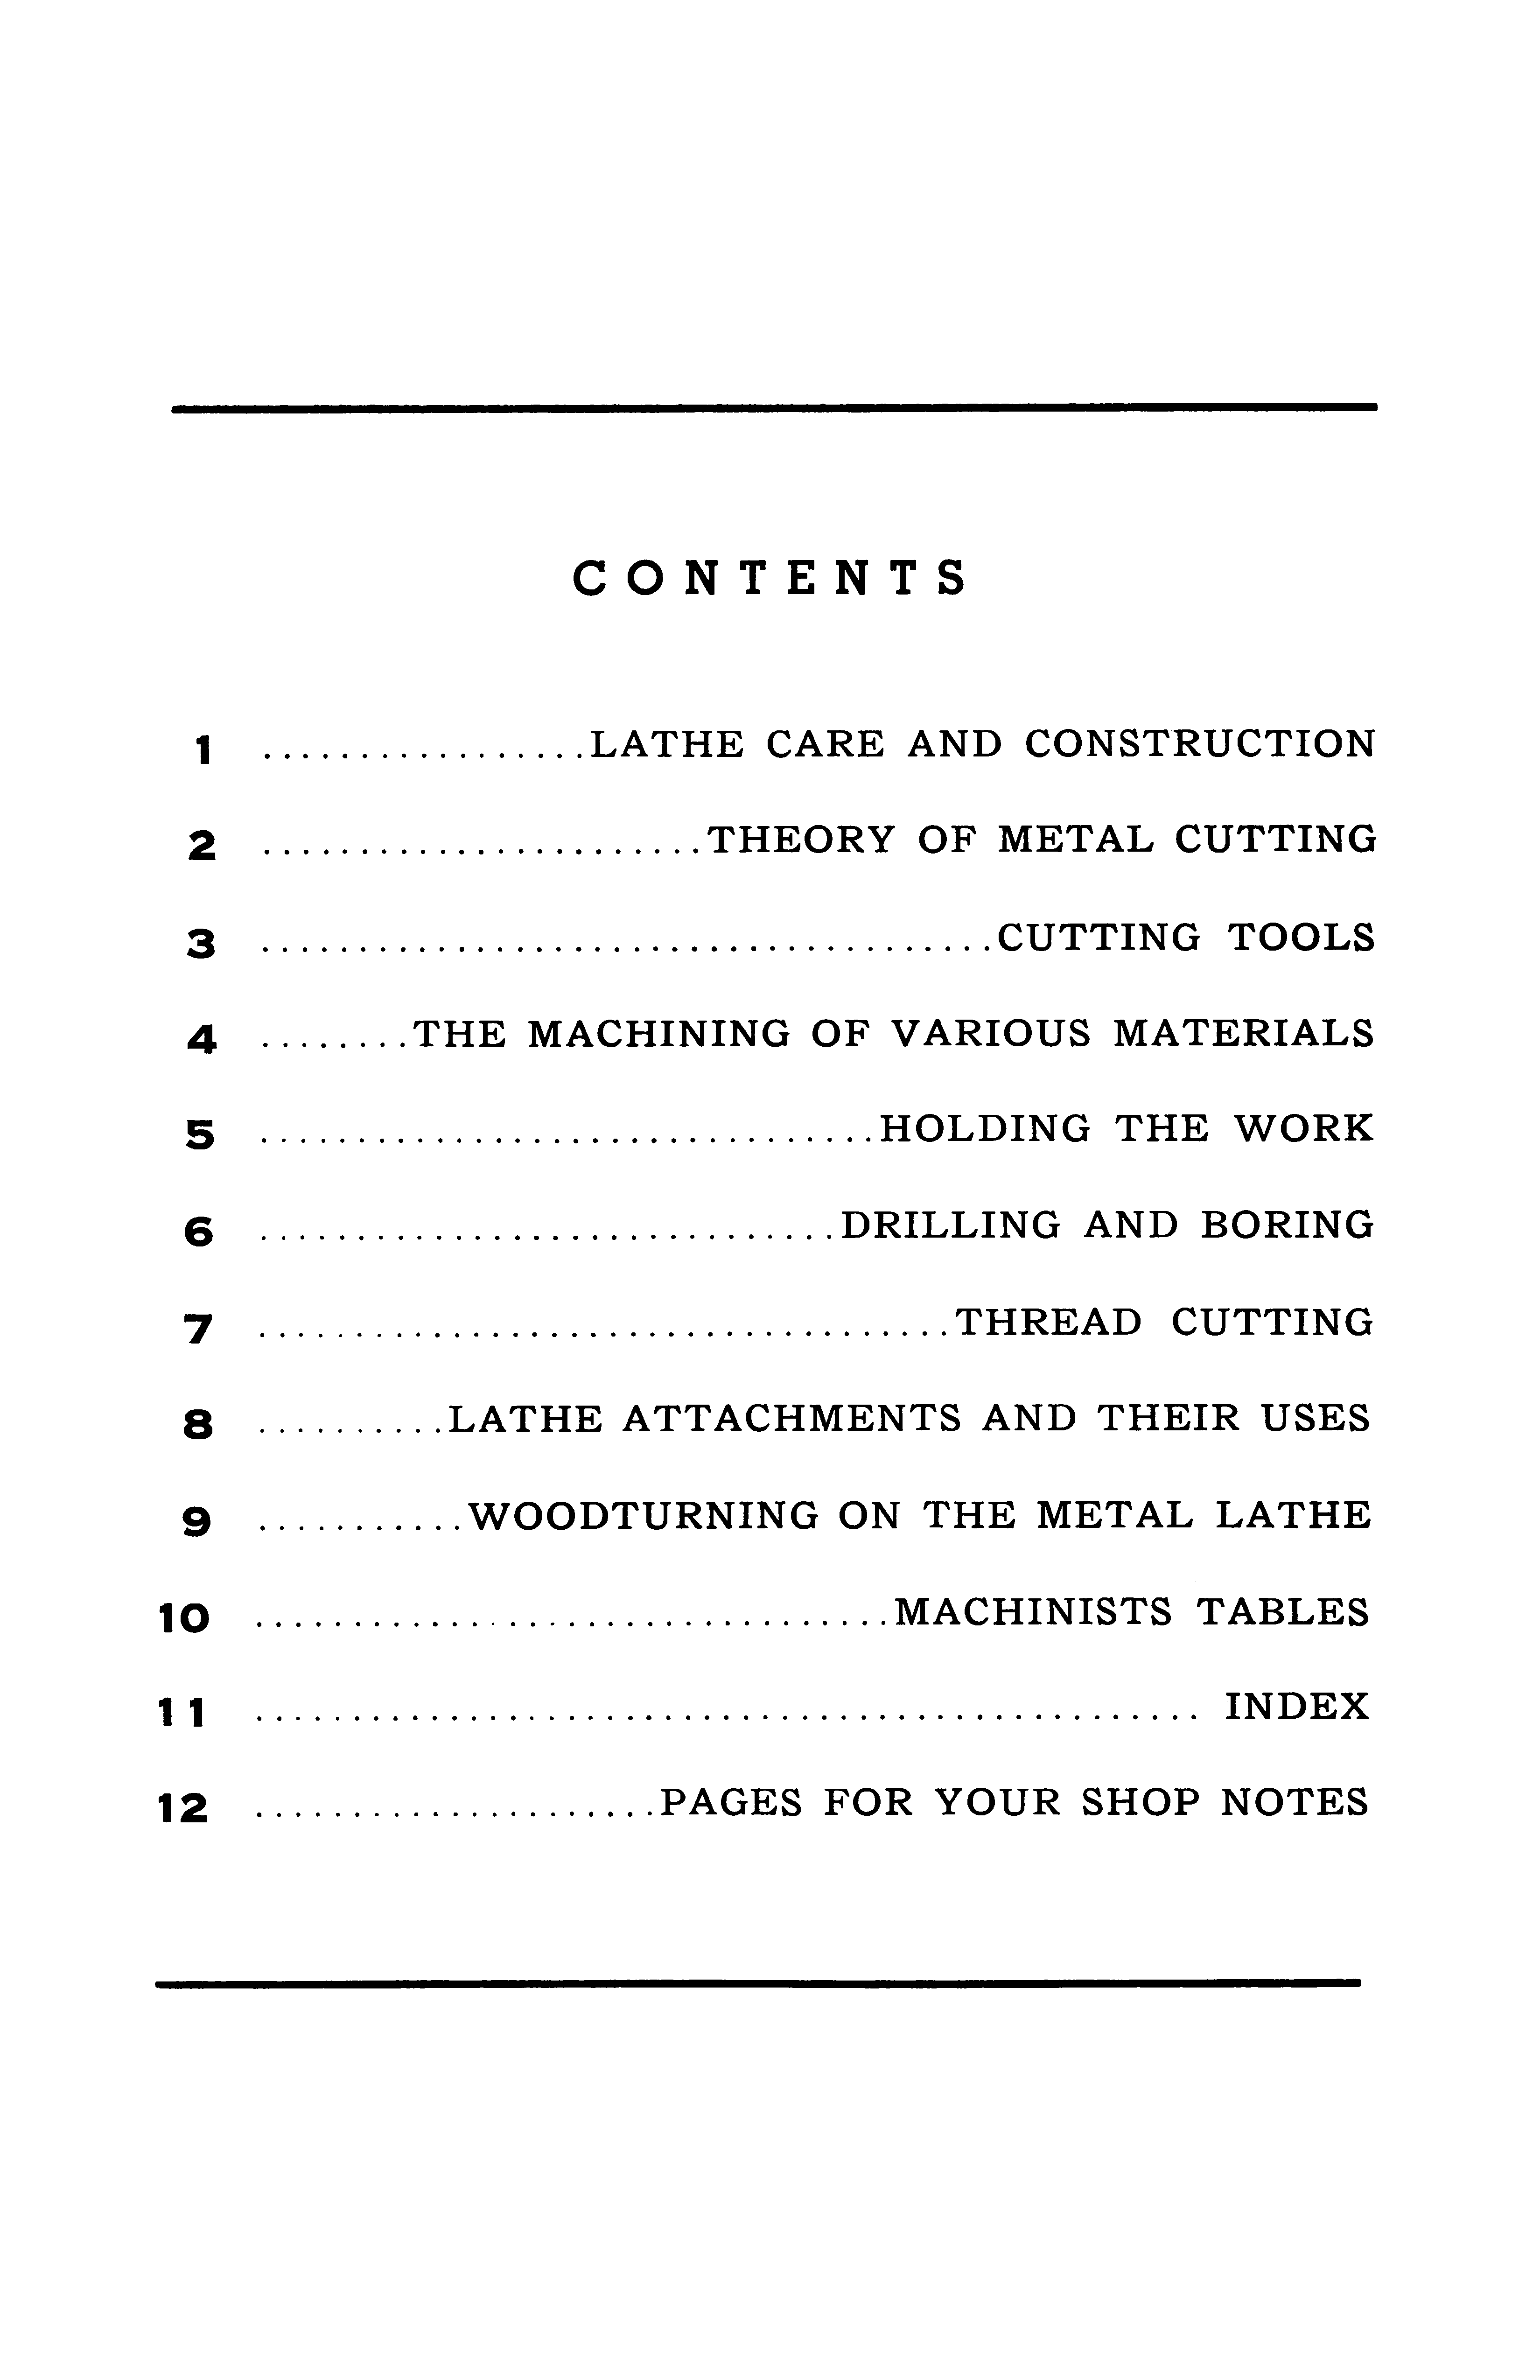 CONTENTS
1 .................LATHE CARE AND CONSTRUCTION
2 .......................THEORY OF METAL CUTTING
3 ......................................CUTTING TOOLS
4 ........THE MACHINING OF VARIOUS MATERIALS
5 ................................HOLDING THE WORK
6 ..............................DRILLING AND BORING
7 ....................................THREAD CUTTING
8 ..........LATHE ATTACHMENTS AND THEIR USES
9 ...........WOODTURNING ON THE METAL LATHE
10 .................................MACHINISTS TABLES
11 ................................................. INDEX
12 .....................PAGES FOR YOUR SHOP NOTES